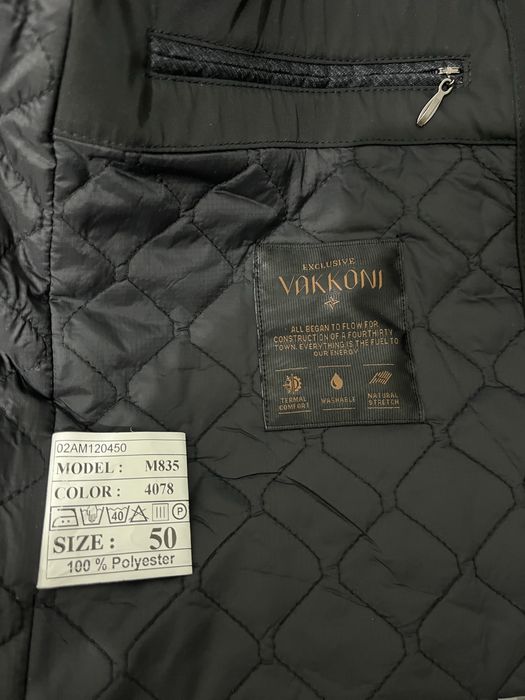 EXCLUSIVE
VAKKONI
ALL BEGAN TO FLOW FOR
CONSTRUCTION OF A FOURTHIRTY
TOWN. EVERYTHING IS THE FUEL TO
OUR ENERGY
TERMAL
COMFORT
WASHABLE
NATURAL
STRETCH
02AM120450
MODEL : M835
COLOR : 4078
40 P
SIZE : 50
100 % Polyester